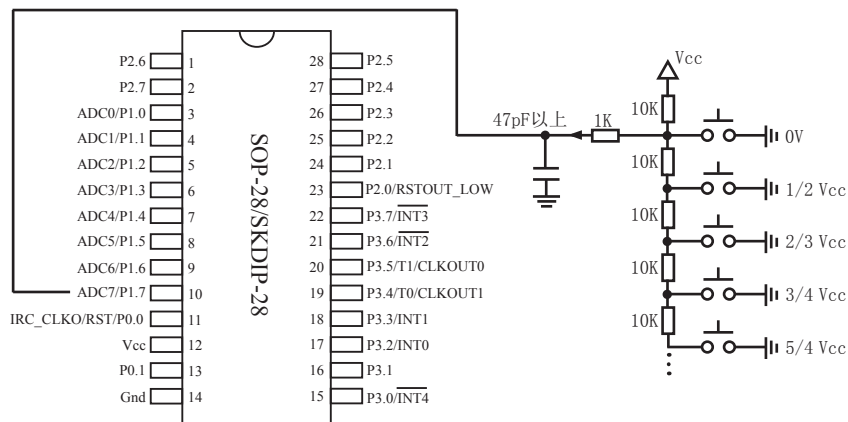 P2.6 1
P2.7 2
ADC0/P1.0 3
ADC1/P1.1 4
ADC2/P1.2 5
ADC3/P1.3 6
ADC4/P1.4 7
ADC5/P1.5 8
ADC6/P1.6 9
ADC7/P1.7 10
IRC_CLKO/RST/P0.0 11
Vcc 12
P0.1 13
Gnd 14
SOP-28/SKDIP-28
28 P2.5
27 P2.4
26 P2.3
25 P2.2
24 P2.1
23 P2.0/RSTOUT_LOW
22 P3.7/INT3
21 P3.6/INT2
20 P3.5/T1/CLKOUT0
19 P3.4/T0/CLKOUT1
18 P3.3/INT1
17 P3.2/INT0
16 P3.1
15 P3.0/INT4
47pF以上
1K
Vcc
10K
0V
10K
1/2 Vcc
10K
2/3 Vcc
10K
3/4 Vcc
10K
5/4 Vcc